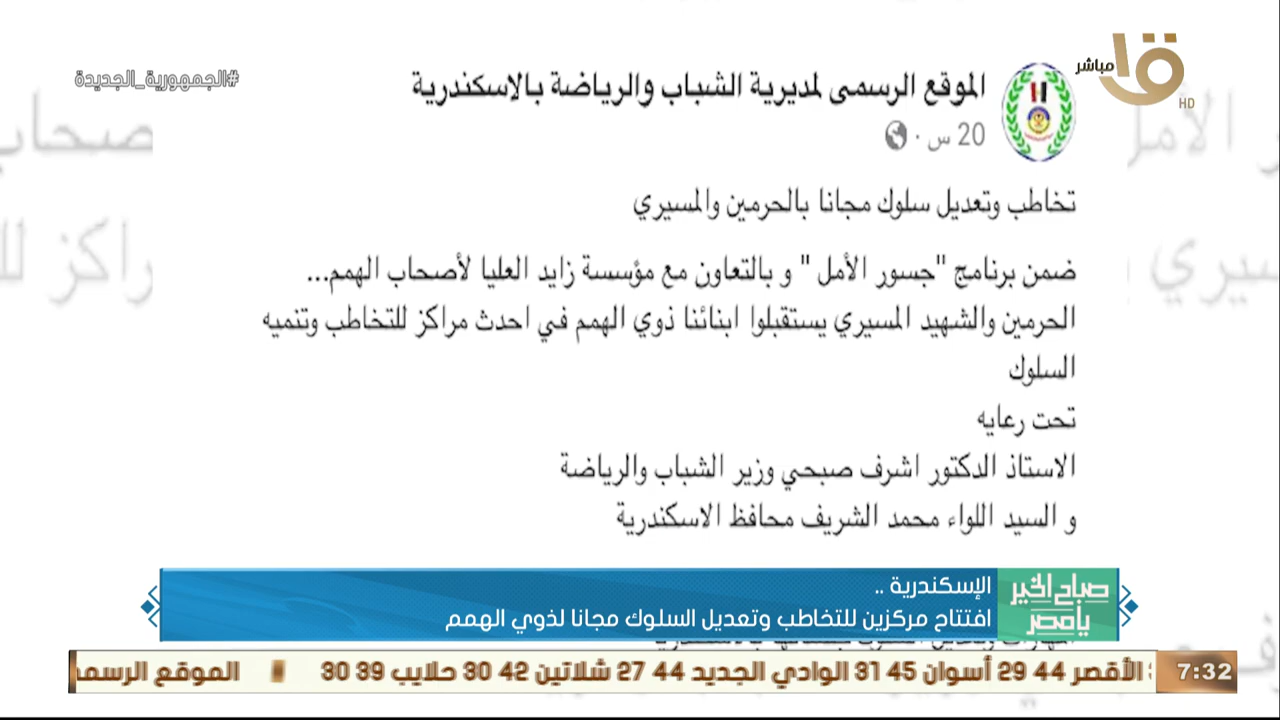 #الجمهورية_الجديدة
مباشر
HD
الموقع الرسمى لمديرية الشباب والرياضة بالاسكندرية
20 س ·
تخاطب وتعديل سلوك مجانا بالحرمين والمسيري
ضمن برنامج "جسور الأمل " و بالتعاون مع مؤسسة زايد العليا لأصحاب الهمم...
الحرمين والشهيد المسيري يستقبلوا ابنائنا ذوي الهمم في احدث مراكز للتخاطب وتنميه
السلوك
تحت رعايه
الاستاذ الدكتور اشرف صبحي وزير الشباب والرياضة
و السيد اللواء محمد الشريف محافظ الاسكندرية
صباح الخير يا مصر
الإسكندرية ..
افتتاح مركزين للتخاطب وتعديل السلوك مجانا لذوي الهمم
7:32
الأقصر 44 29 أسوان 45 31 الوادي الجديد 44 27 شلاتين 42 30 حلايب 39 30
الموقع الرسم